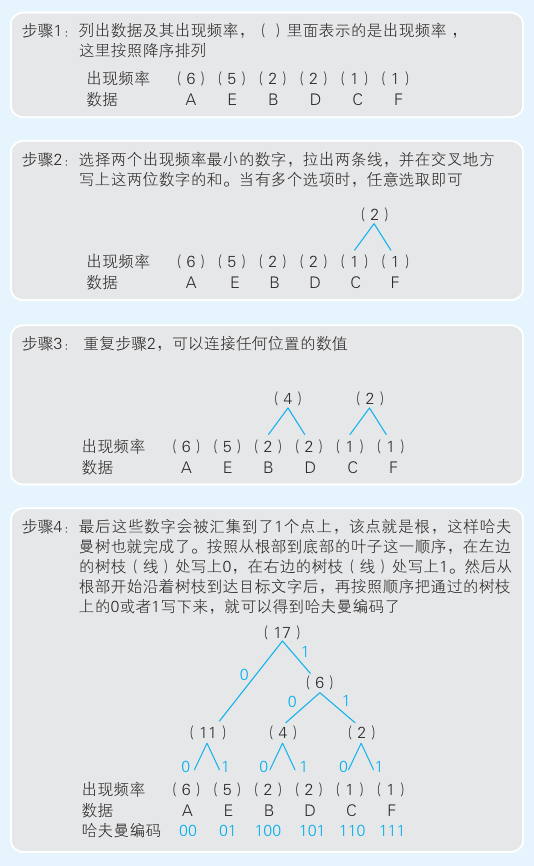 步骤1： 列出数据及其出现频率，（ ）里面表示的是出现频率 ，
这里按照降序排列
出现频率 （6）（5）（2）（2）（1）（1）
数据 A E B D C F
步骤2： 选择两个出现频率最小的数字，拉出两条线，并在交叉地方
写上这两位数字的和。当有多个选项时，任意选取即可
（2）
出现频率 （6）（5）（2）（2）（1）（1）
数据 A E B D C F
步骤3： 重复步骤2，可以连接任何位置的数值
（4） （2）
出现频率 （6）（5）（2）（2）（1）（1）
数据 A E B D C F
步骤4： 最后这些数字会被汇集到了1个点上，该点就是根，这样哈夫
曼树也就完成了。按照从根部到底部的叶子这一顺序，在左边
的树枝（线）处写上0，在右边的树枝（线）处写上1。然后从
根部开始沿着树枝到达目标文字后，再按照顺序把通过的树枝
上的0或者1写下来，就可以得到哈夫曼编码了
（17）
0 1
（6）
0 1
（11） （4） （2）
0 1 0 1 0 1
出现频率 （6）（5）（2）（2）（1）（1）
数据 A E B D C F
哈夫曼编码 00 01 100 101 110 111